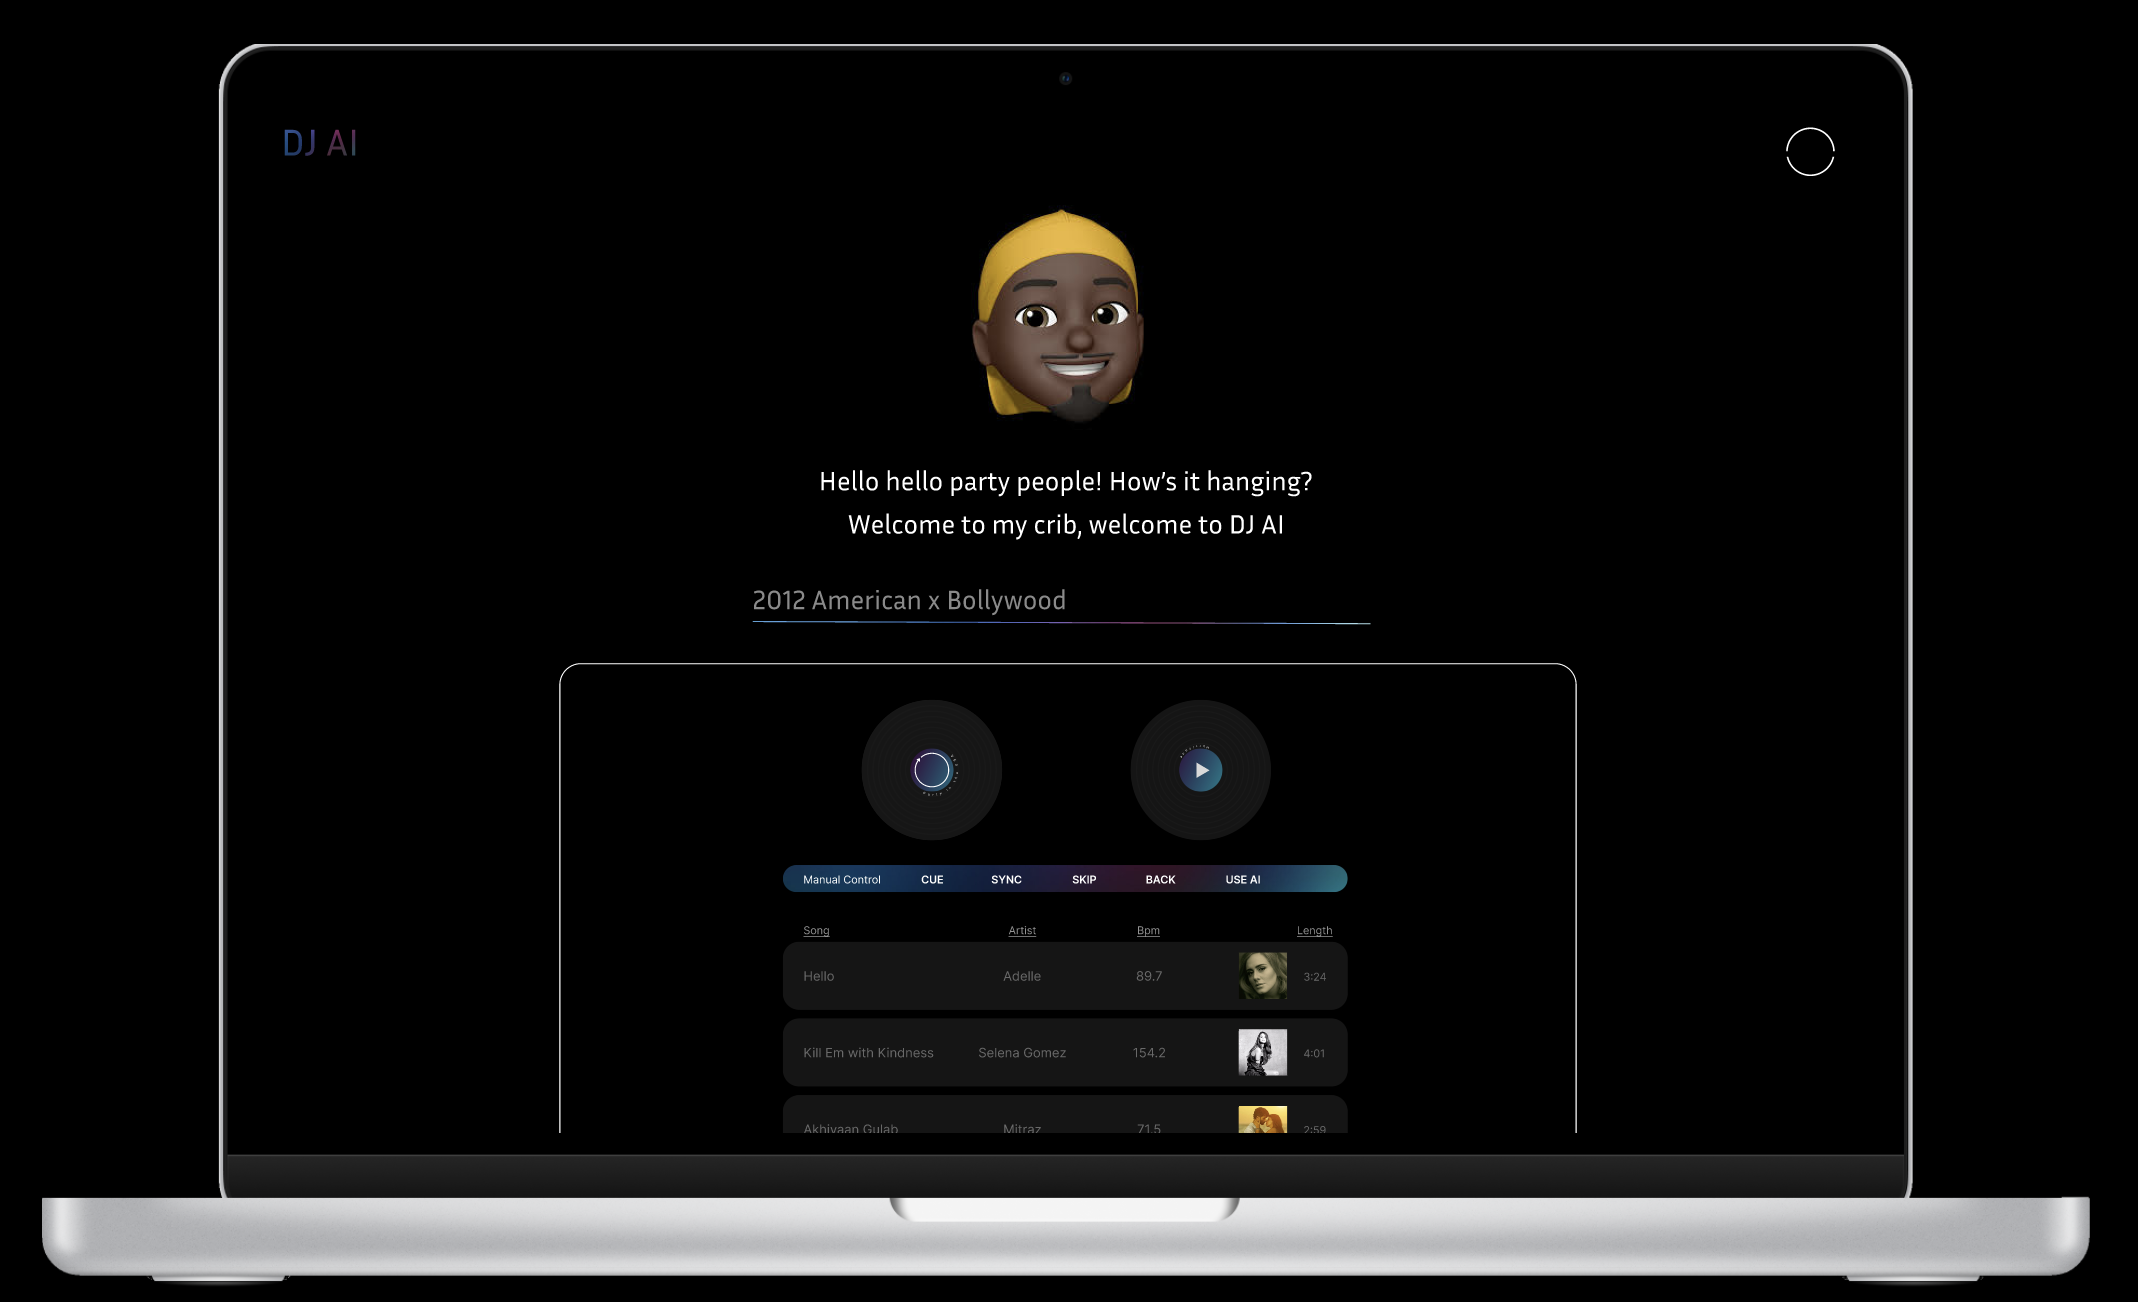 DJ AI
Hello hello party people! How's it hanging?
Welcome to my crib, welcome to DJ AI
2012 American x Bollywood
Manual Control CUE SYNC SKIP BACK USE AI
Song Artist Bpm Length
Hello Adelle 89.7 3:24
Kill Em with Kindness Selena Gomez 154.2 4:01
Akhiyaan Gulab Mitraz 71.5 2:59